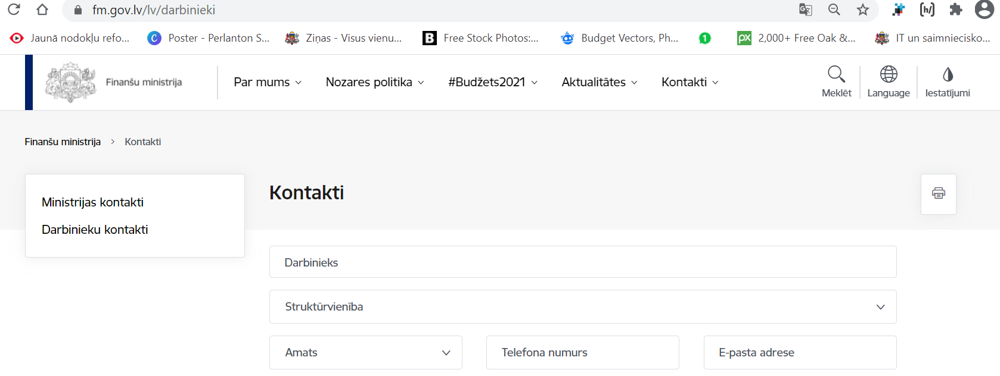 fm.gov.lv/lv/darbinieki
Jaunā nodokļu refo... Poster - Perlanton S... Ziņas - Visus vienu... B Free Stock Photos:... Budget Vectors, Ph... 1 px 2,000+ Free Oak &... IT un saimniecisko...
Finanšu ministrija Par mums Nozares politika #Budžets2021 Aktualitātes Kontakti Meklēt Language Iestatījumi
Finanšu ministrija > Kontakti
Kontakti
Ministrijas kontakti
Darbinieku kontakti
Darbinieks
Struktūrvienība
Amats Telefona numurs E-pasta adrese